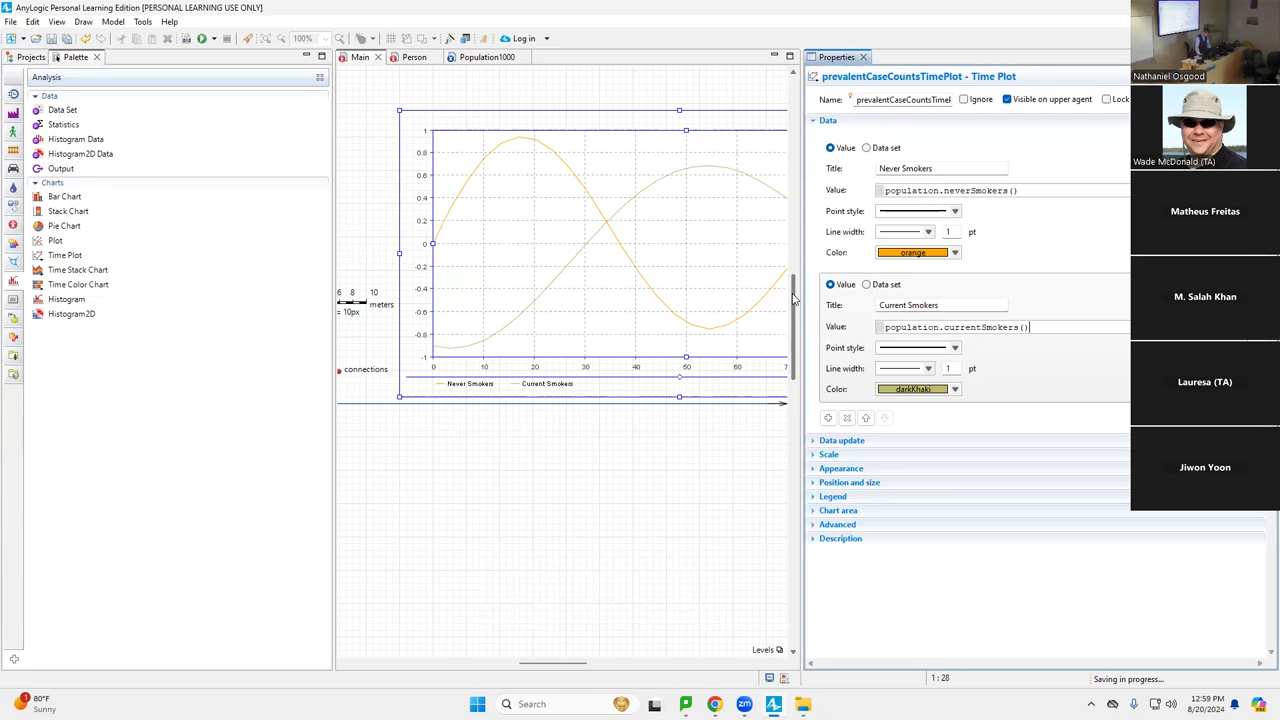 AnyLogic Personal Learning Edition [PERSONAL LEARNING USE ONLY]
File Edit View Draw Model Tools Help
100% Log in
Projects Palette
Main Person Population1000
Properties
Analysis
Data
Data Set
Statistics
Histogram Data
Histogram2D Data
Output
Charts
Bar Chart
Stack Chart
Pie Chart
Plot
Time Plot
Time Stack Chart
Time Color Chart
Histogram
Histogram2D
1
0.8
0.6
0.4
0.2
0
-0.2
-0.4
-0.6
-0.8
-1
0 10 20 30 40 50 60 7
Never Smokers Current Smokers
6 8 10
meters
= 10px
connections
Levels
prevalentCaseCountsTimePlot - Time Plot
Name: prevalentCaseCountsTimeI Ignore Visible on upper agent Lock
Data
Value Data set
Title: Never Smokers
Value: population.neverSmokers()
Point style:
Line width: 1 pt
Color: orange
Value Data set
Title: Current Smokers
Value: population.currentSmokers()
Point style:
Line width: 1 pt
Color: darkKhaki
Data update
Scale
Appearance
Position and size
Legend
Chart area
Advanced
Description
1 : 28
Saving in progress...
Nathaniel Osgood
Wade McDonald (TA)
Matheus Freitas
M. Salah Khan
Lauresa (TA)
Jiwon Yoon
1
80°F
Sunny
Search
zm
12:59 PM
8/20/2024